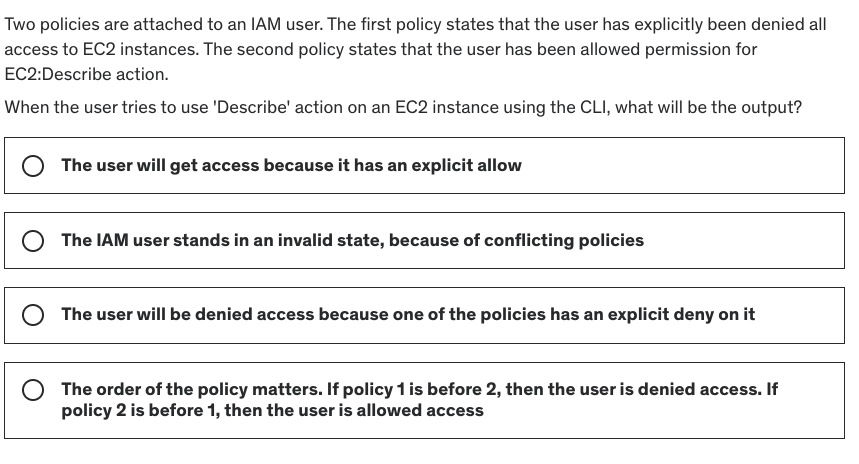 Two policies are attached to an IAM user. The first policy states that the user has explicitly been denied all
access to EC2 instances. The second policy states that the user has been allowed permission for
EC2:Describe action.
When the user tries to use 'Describe' action on an EC2 instance using the CLI, what will be the output?
The user will get access because it has an explicit allow
The IAM user stands in an invalid state, because of conflicting policies
The user will be denied access because one of the policies has an explicit deny on it
The order of the policy matters. If policy 1 is before 2, then the user is denied access. If
policy 2 is before 1, then the user is allowed access